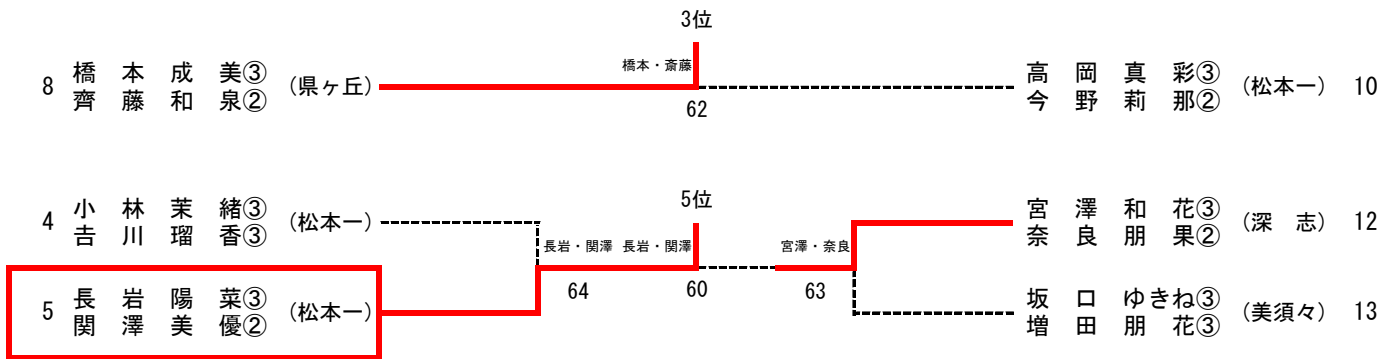 3位
橋本・斎藤
8 橋本成美③ (県ヶ丘)
齊藤和泉②
62
高岡真彩③ (松本一) 10
今野莉那②
5位
4 小林茉緒③ (松本一)
吉川瑠香③
宮澤和花③ (深志) 12
奈良朋果②
長岩・関澤 長岩・関澤 宮澤・奈良
64 60 63
5 長岩陽菜③ (松本一)
関澤美優②
坂口ゆきね③ (美須々) 13
増田朋花③